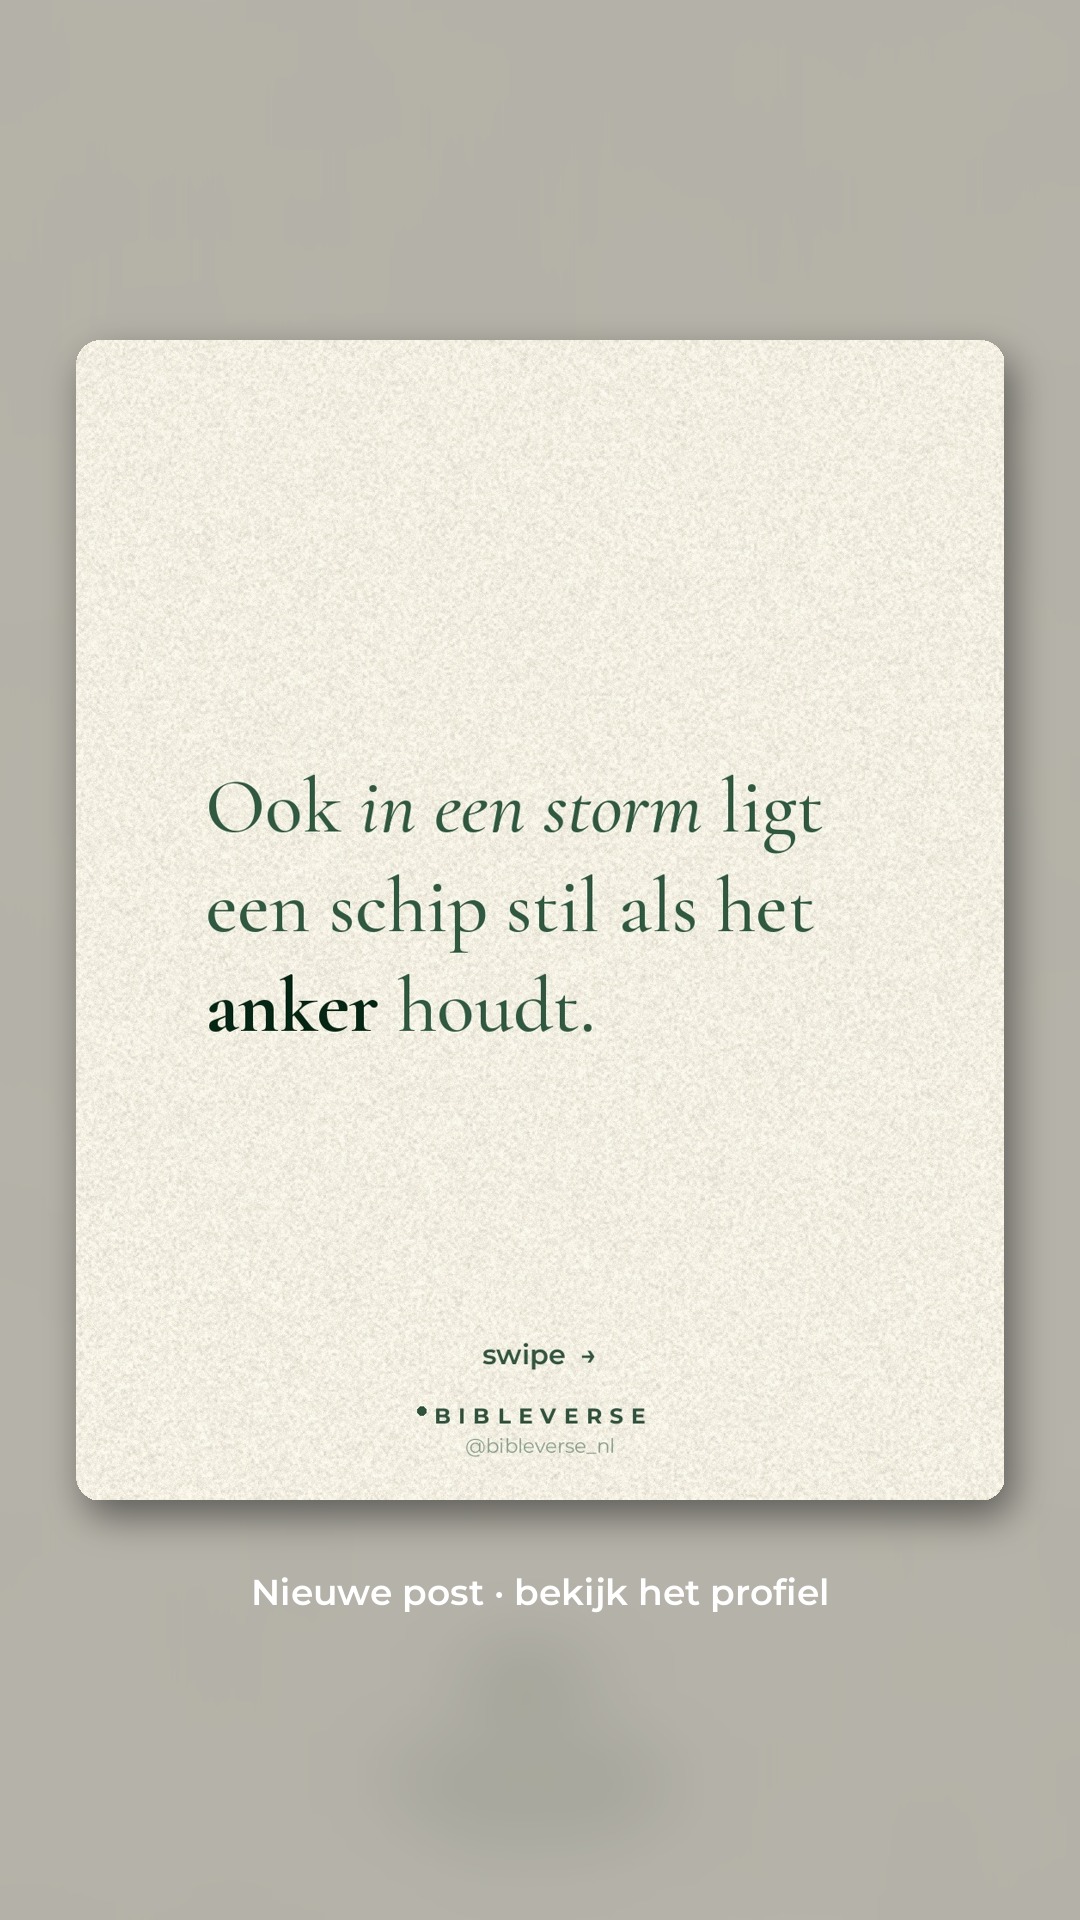 Ook in een storm ligt
een schip stil als het
anker houdt.
swipe →
BIBLEVERSE
@bibleverse_nl
Nieuwe post · bekijk het profiel